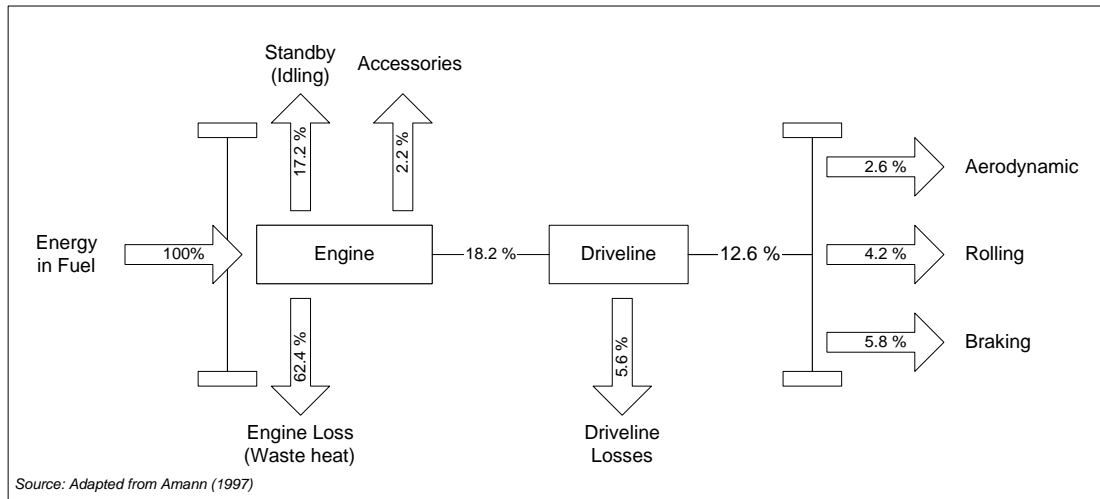 Standby
(Idling)
Accessories
17.2 %
2.2 %
Energy
in Fuel
100%
Engine
18.2 %
Driveline
12.6 %
2.6 %
Aerodynamic
4.2 %
Rolling
5.8 %
Braking
62.4 %
5.6 %
Engine Loss
(Waste heat)
Driveline
Losses
Source: Adapted from Amann (1997)